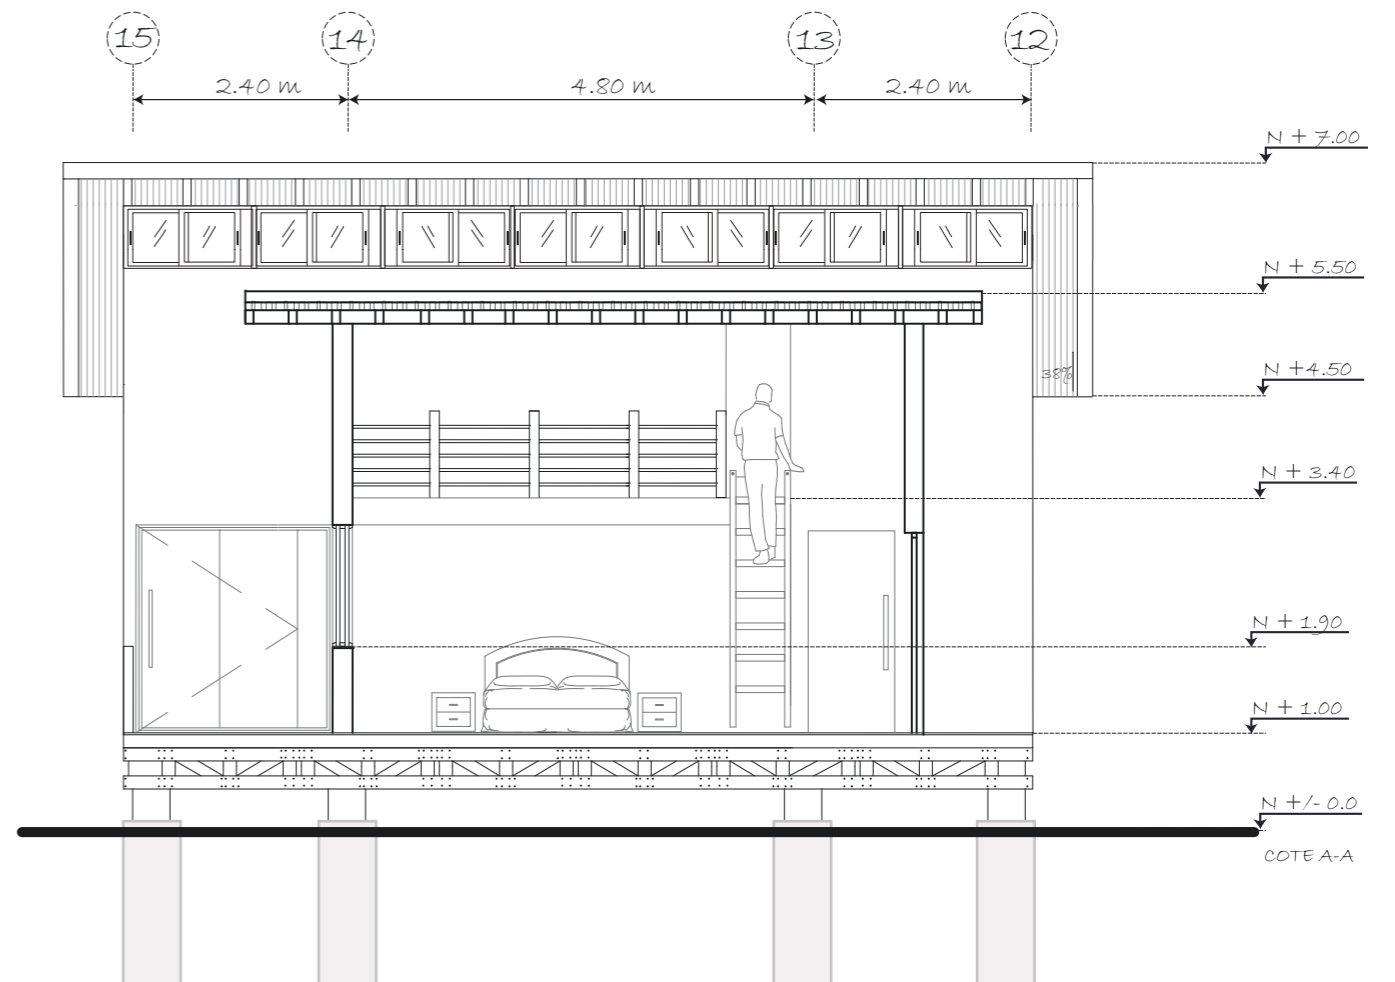 15 14 13 12
2.40 m 4.80 m 2.40 m
N + 7.00
N + 5.50
N +4.50
38%
N + 3.40
N + 1.90
N + 1.00
N +/- 0.0
COTE A-A